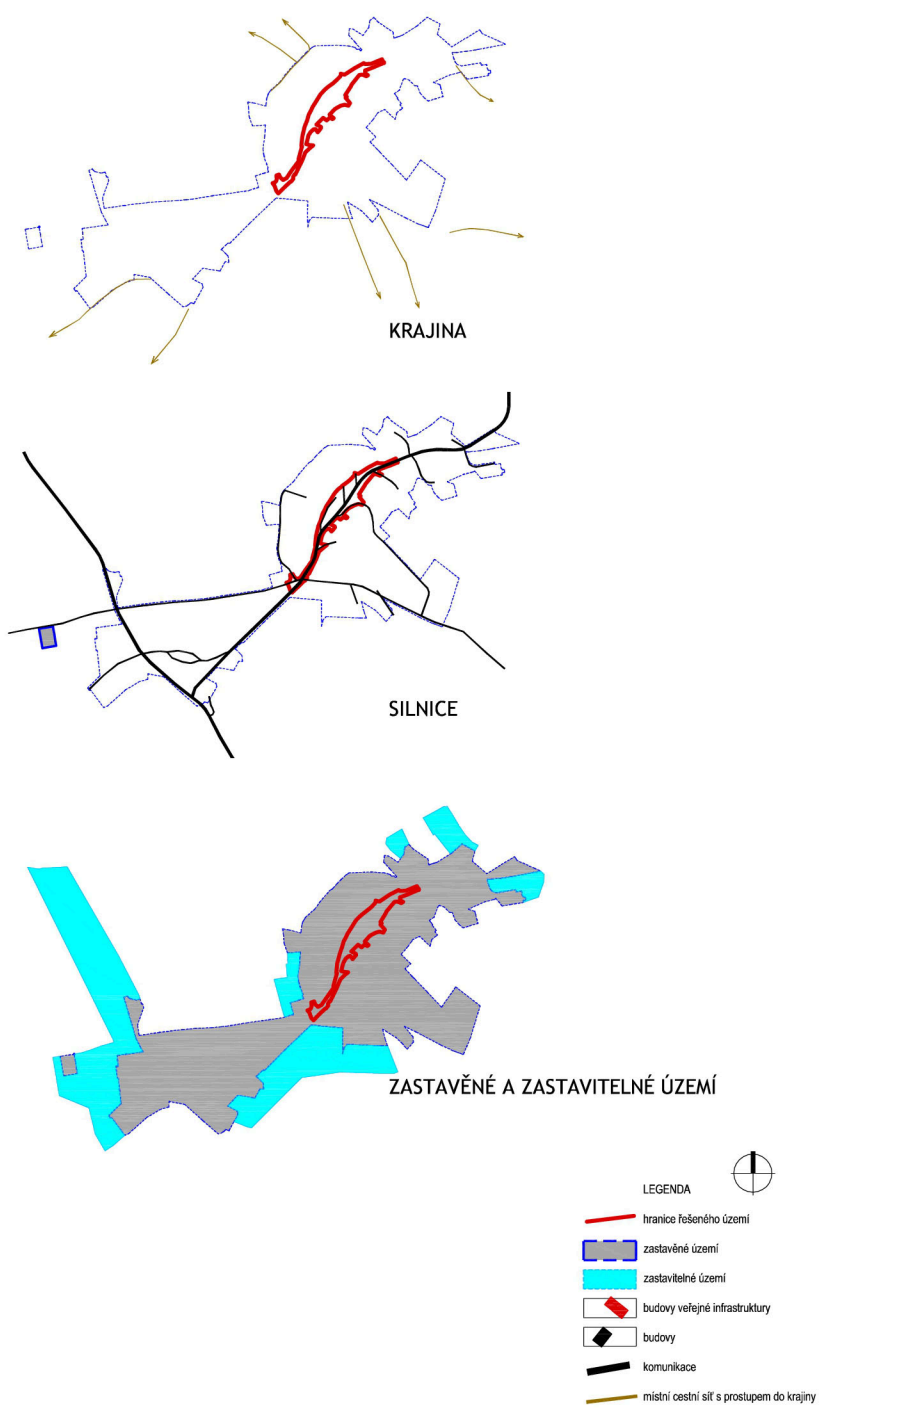 KRAJINA
SILNICE
ZASTAVĚNÉ A ZASTAVITELNÉ ÚZEMÍ
LEGENDA
hranice řešeného území
zastavěné území
zastavitelné území
budovy veřejné infrastruktury
budovy
komunikace
místní cestní síť s prostupem do krajiny